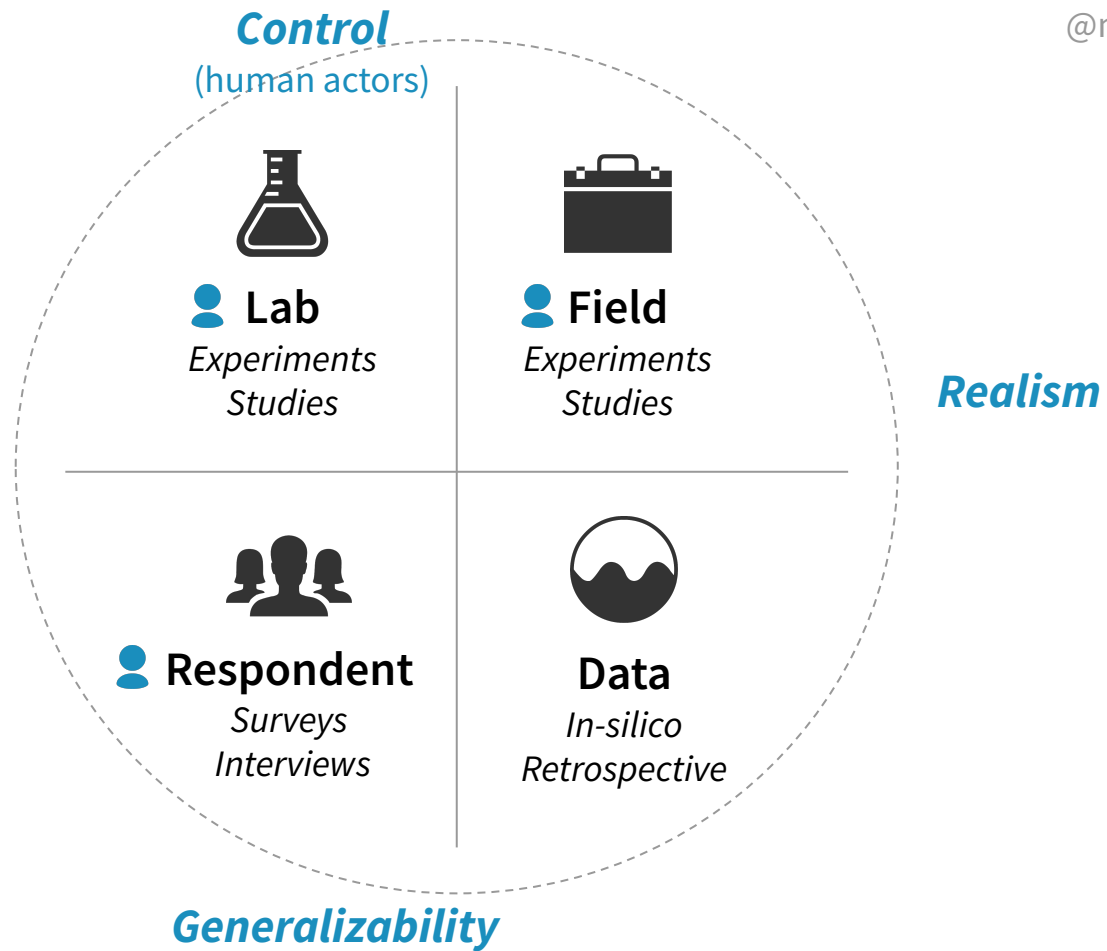 Control
(human actors)
Lab
Experiments
Studies
Field
Experiments
Studies
Realism
Respondent
Surveys
Interviews
Data
In-silico
Retrospective
Generalizability